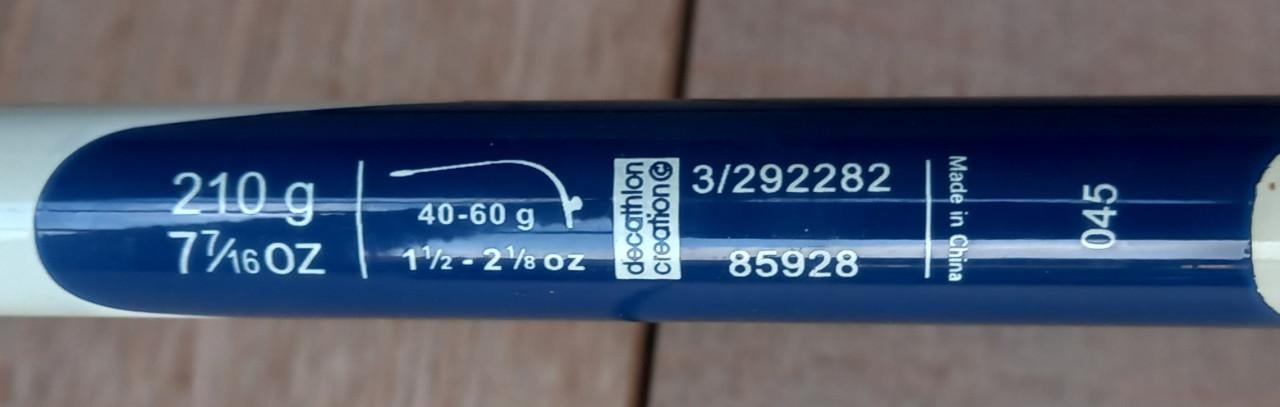 210 g
7 7/16 oz
40-60 g
1 1/2 - 2 1/8 oz
decathlon
creation
3/292282
85928
Made in China
045